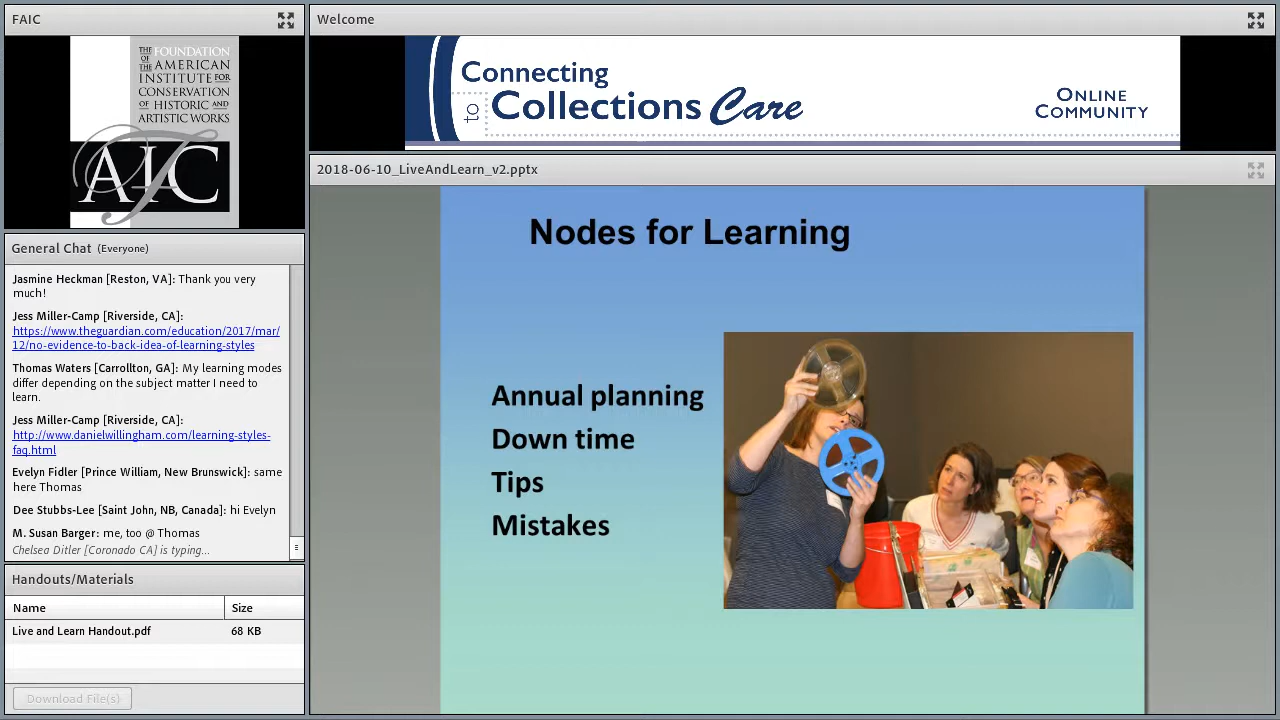 FAIC
THE FOUNDATION
OF THE AMERICAN
INSTITUTE FOR
CONSERVATION
OF HISTORIC AND
ARTISTIC WORKS
AIC
General Chat (Everyone)
Jasmine Heckman [Reston, VA]: Thank you very
much!
Jess Miller-Camp [Riverside, CA]:
https://www.theguardian.com/education/2017/mar/
12/no-evidence-to-back-idea-of-learning-styles
Thomas Waters [Carrollton, GA]: My learning modes
differ depending on the subject matter I need to
learn.
Jess Miller-Camp [Riverside, CA]:
http://www.danielwillingham.com/learning-styles-
faq.html
Evelyn Fidler [Prince William, New Brunswick]: same
here Thomas
Dee Stubbs-Lee [Saint John, NB, Canada]: hi Evelyn
M. Susan Barger: me, too @ Thomas
Chelsea Ditler [Coronado CA] is typing...
Handouts/Materials
Name Size
Live and Learn Handout.pdf 68 KB
Download File(s)
Welcome
Connecting
to Collections Care
ONLINE
COMMUNITY
2018-06-10_LiveAndLearn_v2.pptx
Nodes for Learning
Annual planning
Down time
Tips
Mistakes